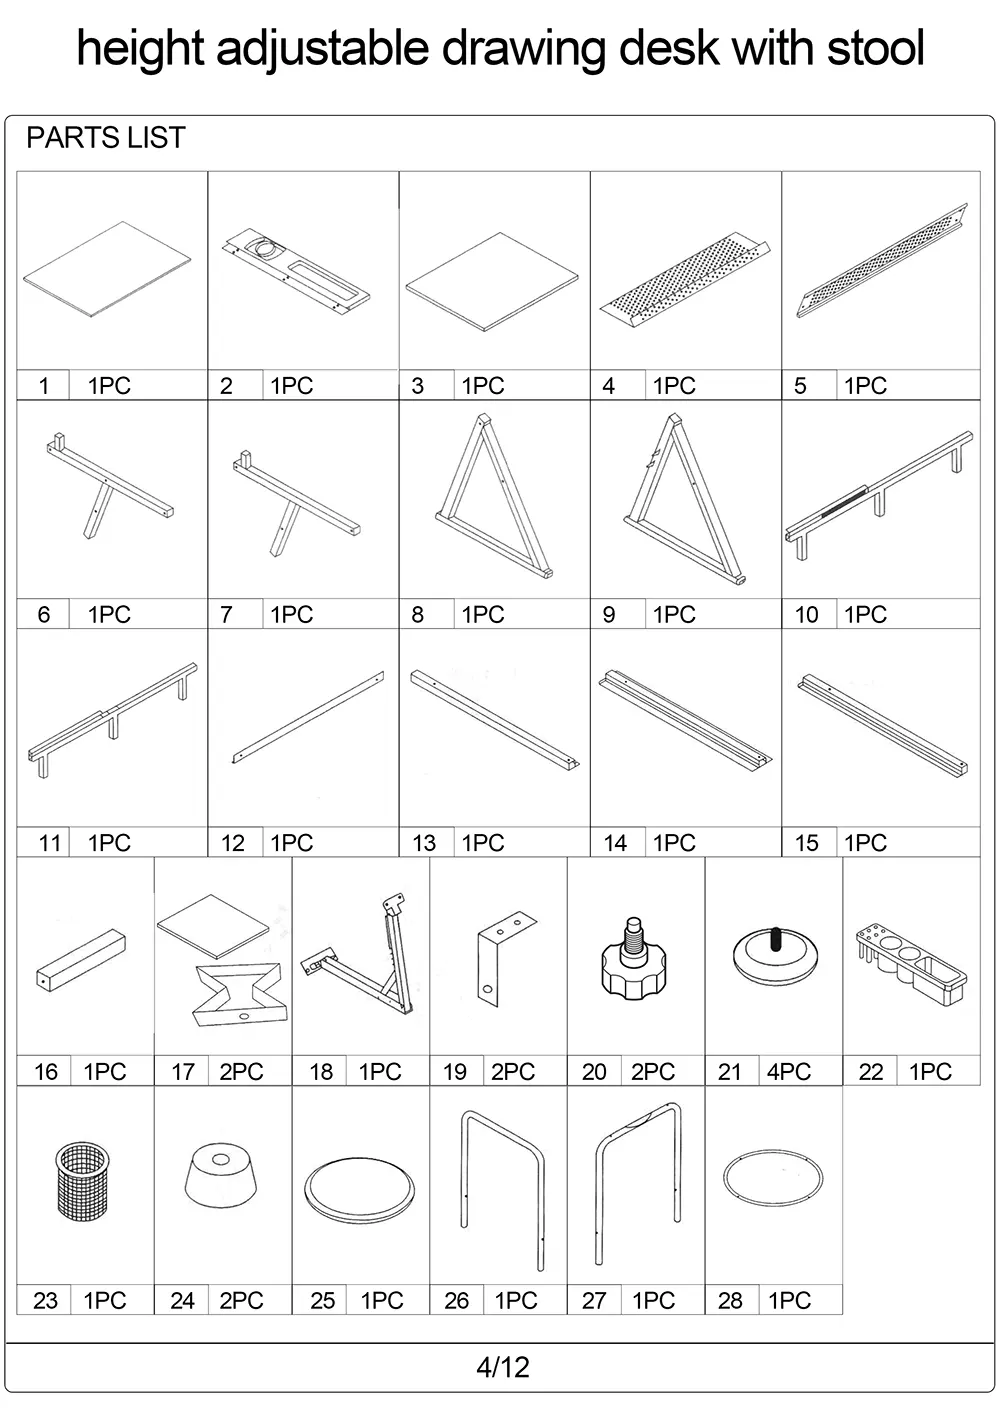 height adjustable drawing desk with stool
PARTS LIST
1 1PC 2 1PC 3 1PC 4 1PC 5 1PC
6 1PC 7 1PC 8 1PC 9 1PC 10 1PC
11 1PC 12 1PC 13 1PC 14 1PC 15 1PC
16 1PC 17 2PC 18 1PC 19 2PC 20 2PC 21 4PC 22 1PC
23 1PC 24 2PC 25 1PC 26 1PC 27 1PC 28 1PC
4/12